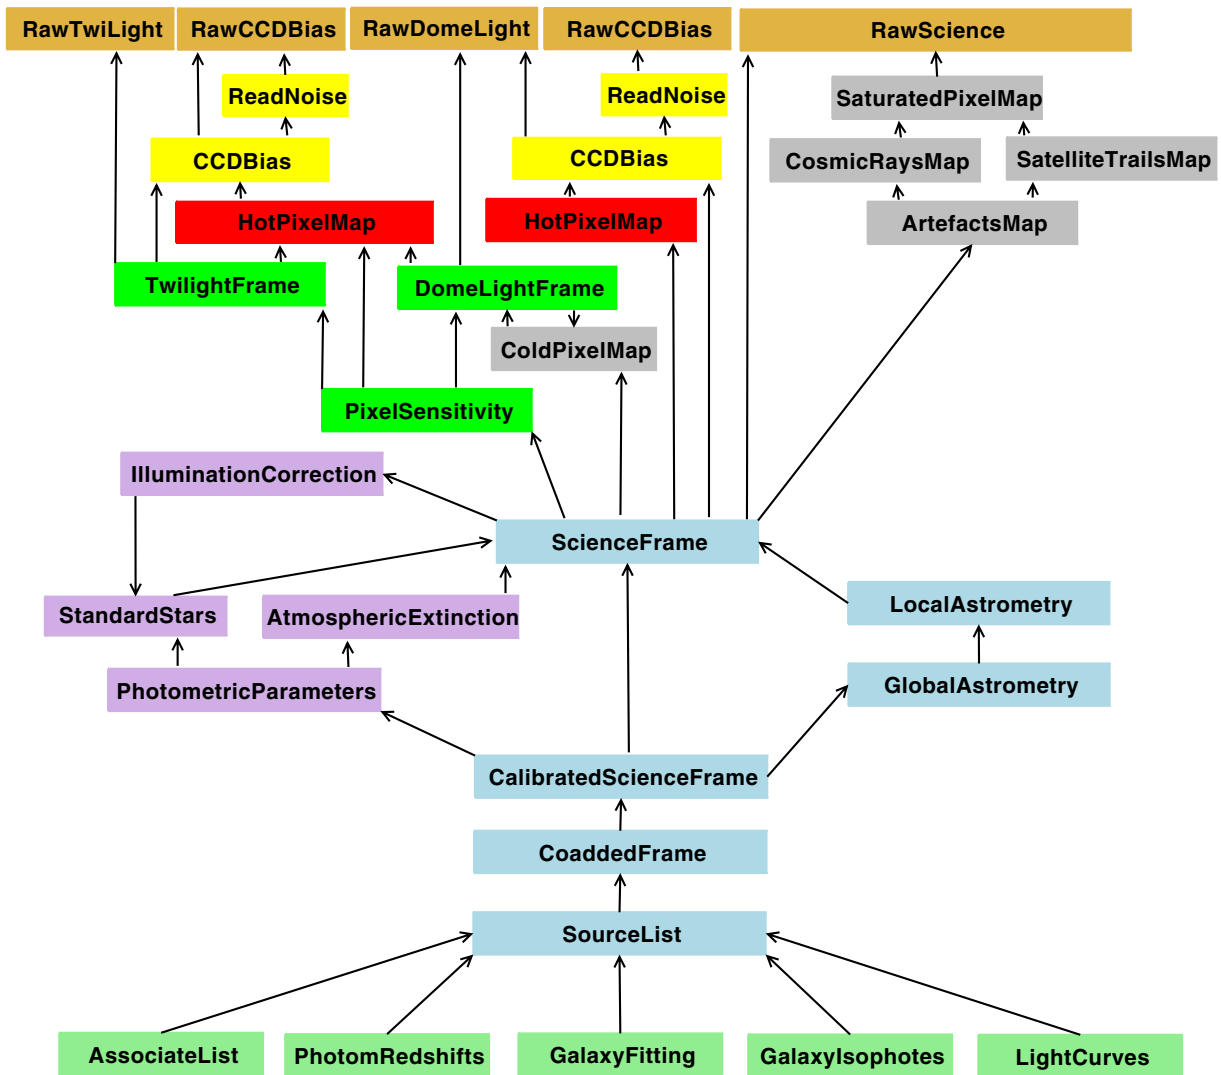 RawTwiLight
RawCCDBias
RawDomeLight
RawCCDBias
RawScience
ReadNoise
ReadNoise
SaturatedPixelMap
CCDBias
CCDBias
CosmicRaysMap
SatelliteTrailsMap
HotPixelMap
HotPixelMap
ArtefactsMap
TwilightFrame
DomeLightFrame
ColdPixelMap
PixelSensitivity
IlluminationCorrection
ScienceFrame
StandardStars
AtmosphericExtinction
LocalAstrometry
PhotometricParameters
GlobalAstrometry
CalibratedScienceFrame
CoaddedFrame
SourceList
AssociateList
PhotomRedshifts
GalaxyFitting
GalaxyIsophotes
LightCurves